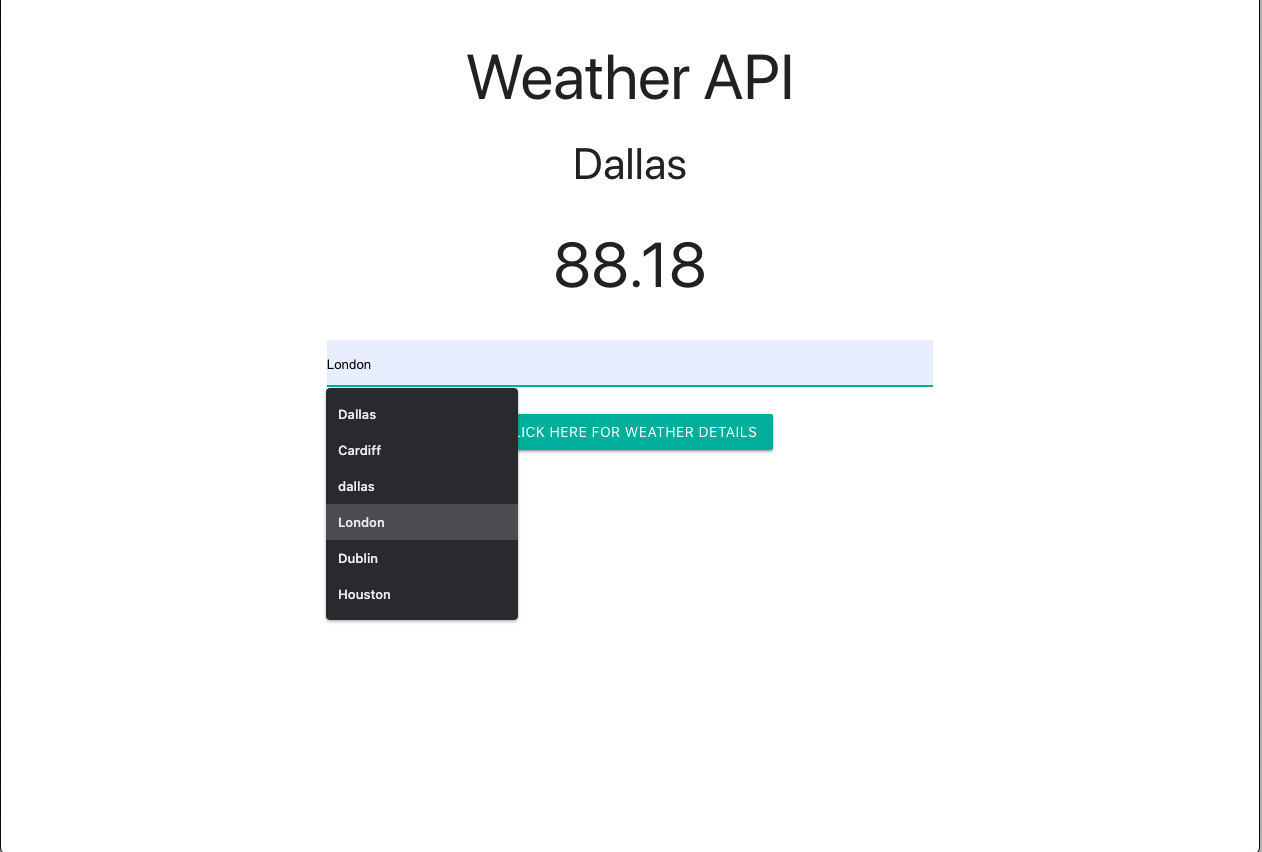 Weather API
Dallas
88.18
London
Dallas
Cardiff
dallas
London
Dublin
Houston
LICK HERE FOR WEATHER DETAILS